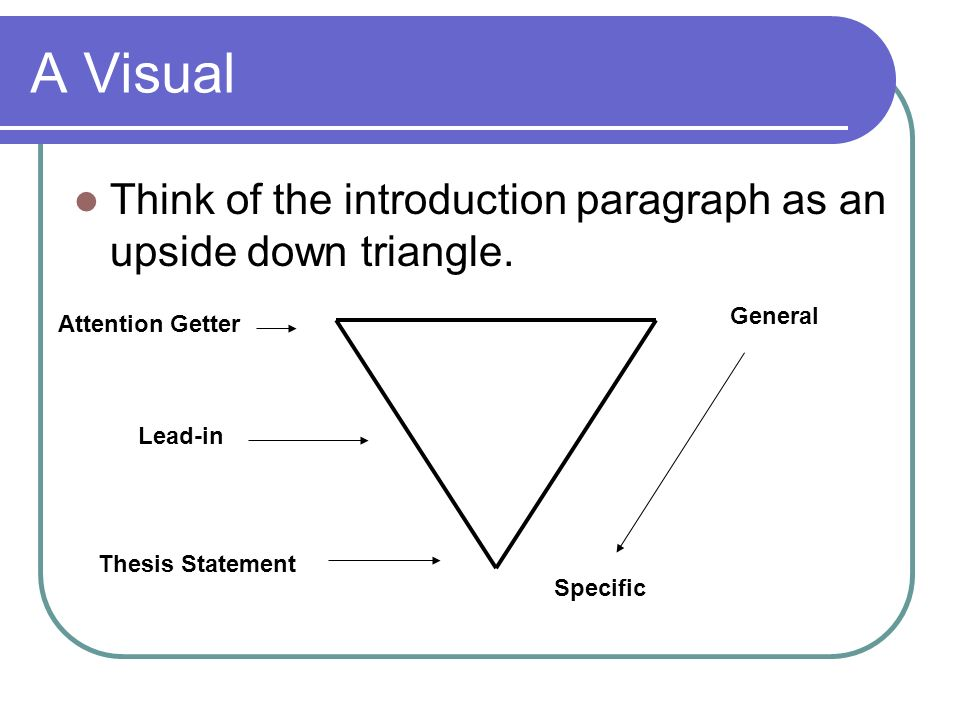 A Visual
Think of the introduction paragraph as an
upside down triangle.
Attention Getter
General
Lead-in
Thesis Statement
Specific